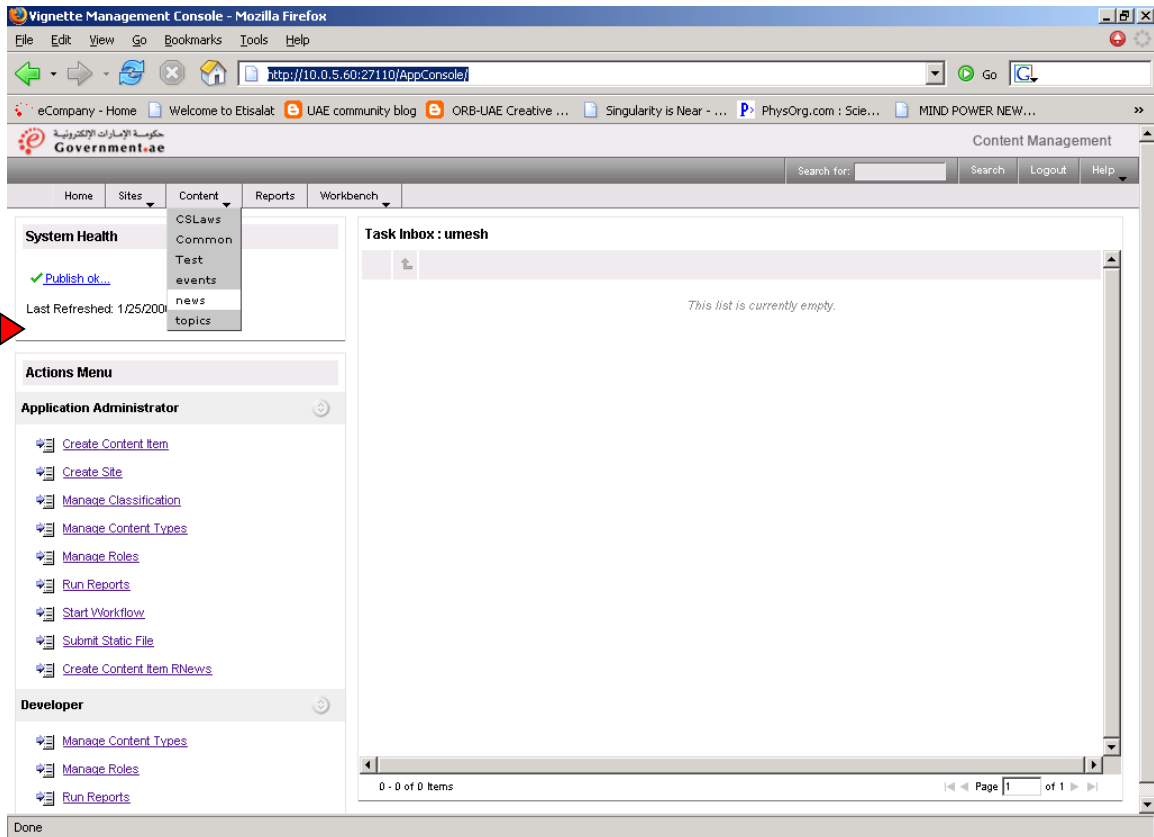 Vignette Management Console - Mozilla Firefox
File Edit View Go Bookmarks Tools Help
http://10.0.5.60:27110/AppConsole/
Go
eCompany - Home Welcome to Etisalat UAE community blog ORB-UAE Creative ... Singularity is Near - ... PhysOrg.com : Scie... MIND POWER NEW... »
حكومة الإمارات الإلكترونية
Government.ae
Content Management
Search for: Search Logout Help
Home Sites Content Reports Workbench
CSLaws
Common
Test
events
news
topics
System Health
Publish ok...
Last Refreshed: 1/25/200
Task Inbox : umesh
This list is currently empty.
Actions Menu
Application Administrator
Create Content Item
Create Site
Manage Classification
Manage Content Types
Manage Roles
Run Reports
Start Workflow
Submit Static File
Create Content Item RNews
Developer
Manage Content Types
Manage Roles
Run Reports
0 - 0 of 0 Items
Page 1 of 1
Done